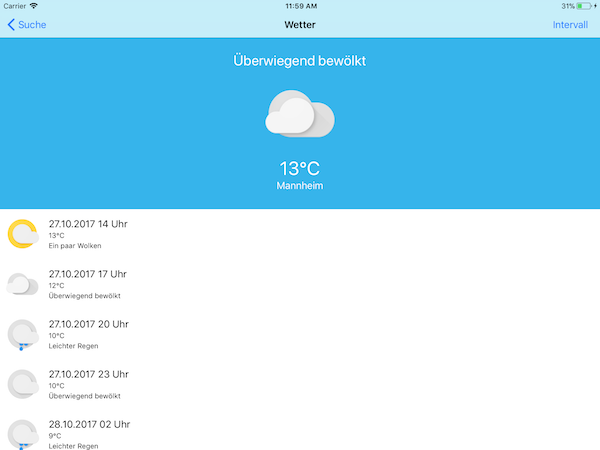 Carrier 11:59 AM 31%
Suche Wetter Intervall
Überwiegend bewölkt
13°C
Mannheim
27.10.2017 14 Uhr
13°C
Ein paar Wolken
27.10.2017 17 Uhr
12°C
Überwiegend bewölkt
27.10.2017 20 Uhr
10°C
Leichter Regen
27.10.2017 23 Uhr
10°C
Überwiegend bewölkt
28.10.2017 02 Uhr
9°C
Leichter Regen